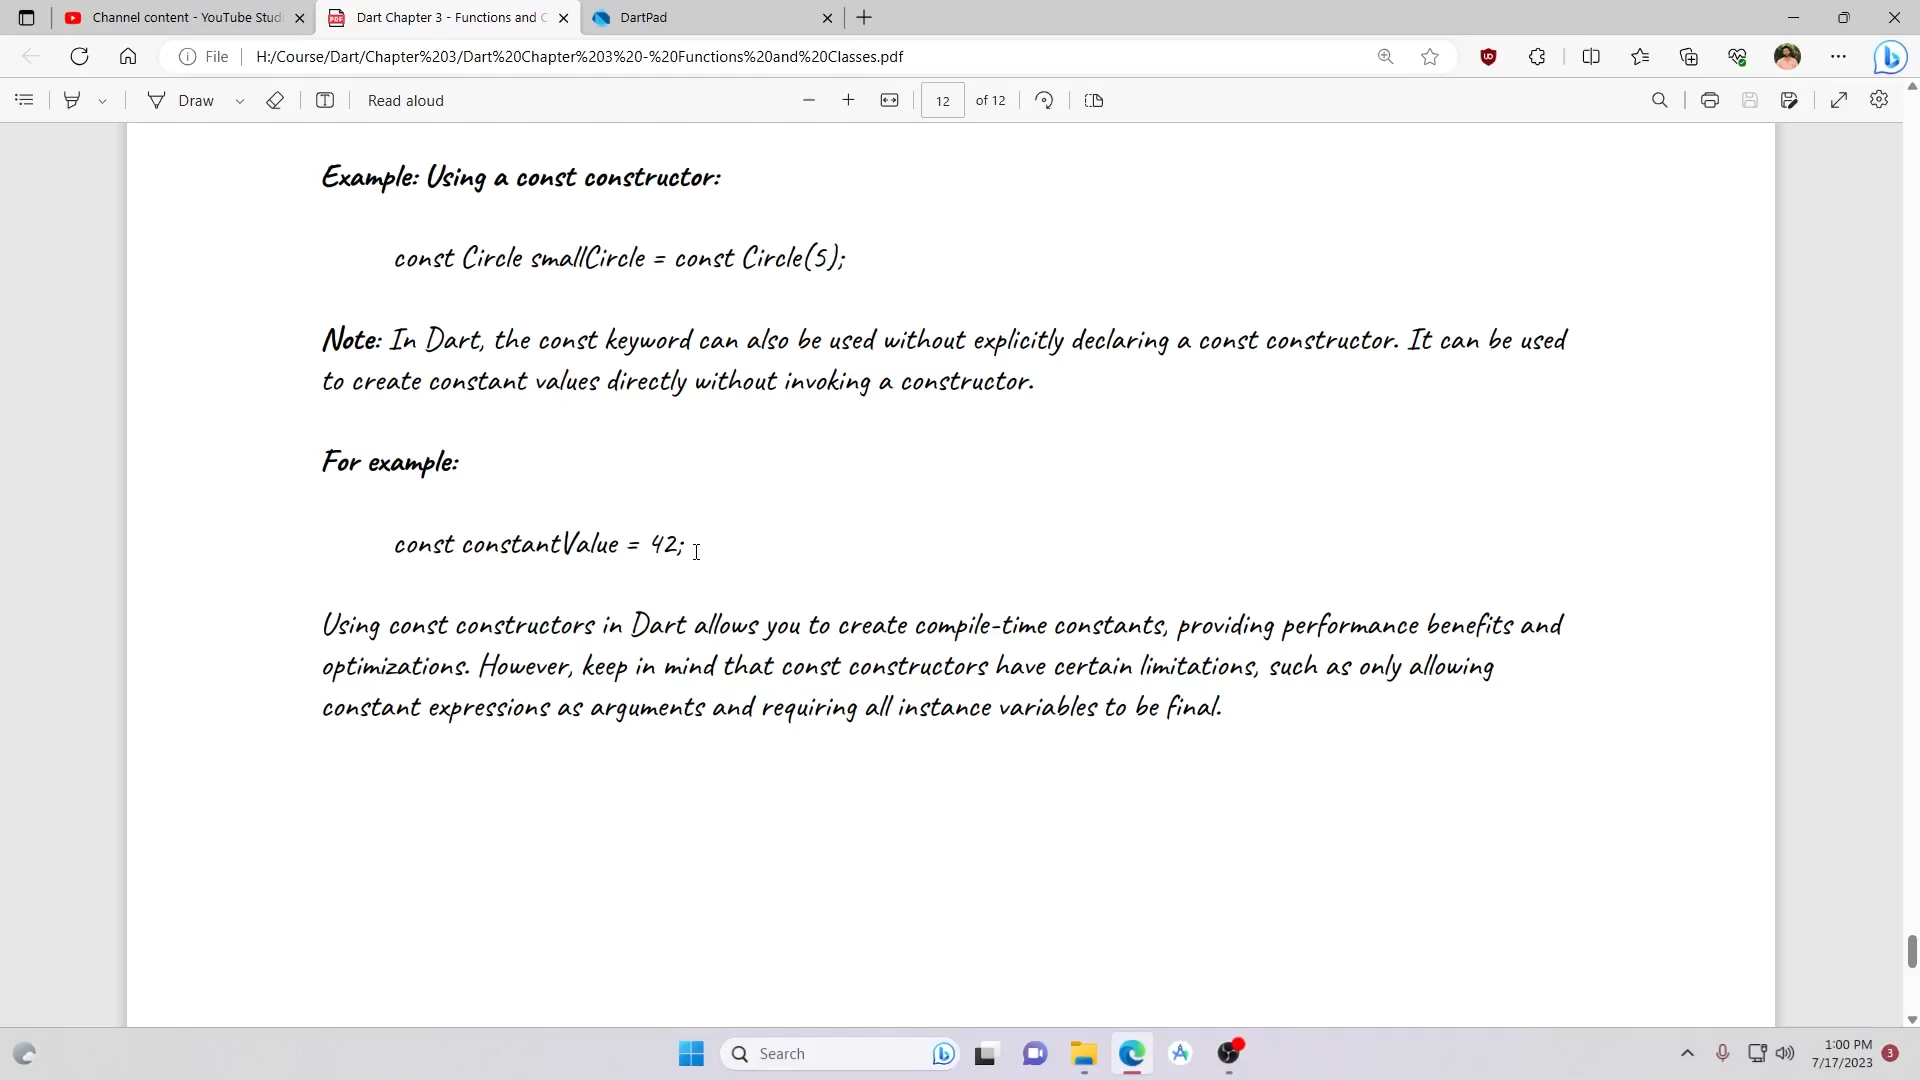 Channel content - YouTube Studi
Dart Chapter 3 - Functions and C
DartPad
File
H:/Course/Dart/Chapter%203/Dart%20Chapter%203%20-%20Functions%20and%20Classes.pdf
Draw
Read aloud
12
of 12
Example: Using a const constructor:
const Circle smallCircle = const Circle(5);
Note: In Dart, the const keyword can also be used without explicitly declaring a const constructor. It can be used
to create constant values directly without invoking a constructor.
For example:
const constantValue = 42;
Using const constructors in Dart allows you to create compile-time constants, providing performance benefits and
optimizations. However, keep in mind that const constructors have certain limitations, such as only allowing
constant expressions as arguments and requiring all instance variables to be final.
Search
1:00 PM
7/17/2023
3